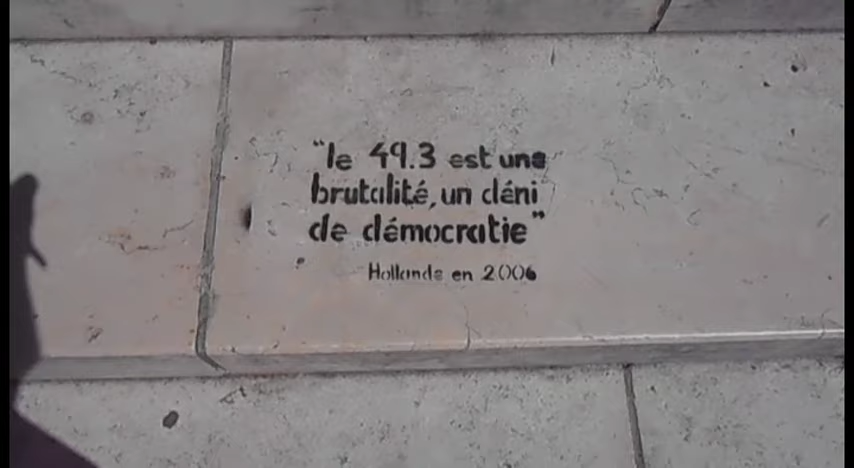 "le 49.3 est une
brutalité, un déni
de démocratie"
Hollande en 2006